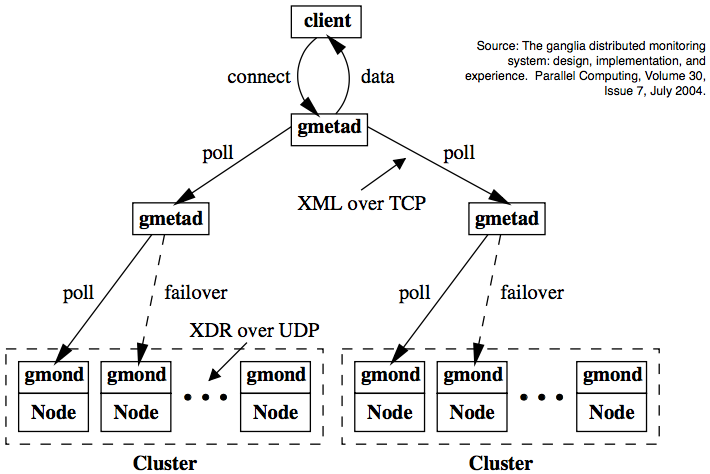 client
Source: The ganglia distributed monitoring
system: design, implementation, and
experience. Parallel Computing, Volume 30,
Issue 7, July 2004.
connect
data
gmetad
poll
poll
XML over TCP
gmetad
gmetad
poll
failover
poll
failover
XDR over UDP
gmond
gmond
gmond
gmond
gmond
gmond
Node
Node
Node
Node
Node
Node
Cluster
Cluster